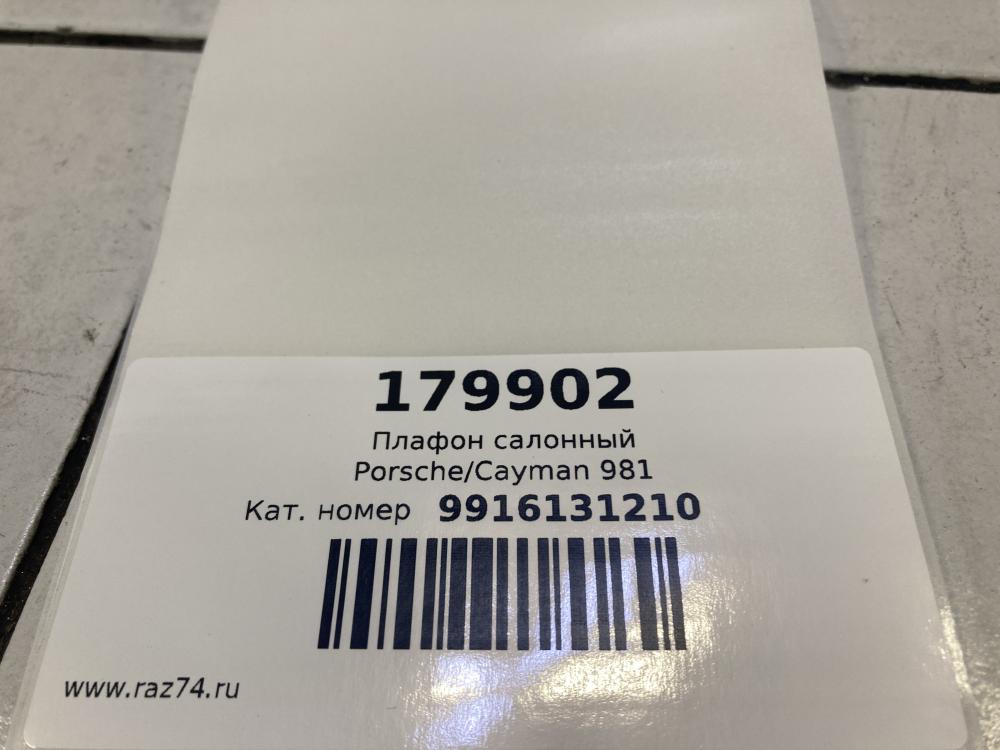 179902
Плафон салонный
Porsche/Cayman 981
Кат. номер 9916131210
www.raz74.ru